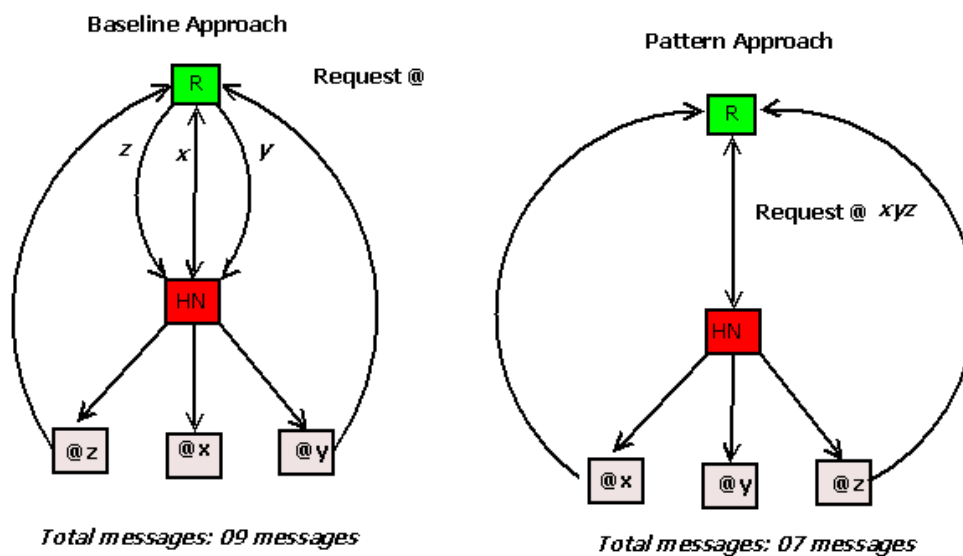 Baseline Approach
R
Request @
z
x
y
HN
@z
@x
@y
Total messages: 09 messages
Pattern Approach
R
Request @ xyz
HN
@x
@y
@z
Total messages: 07 messages